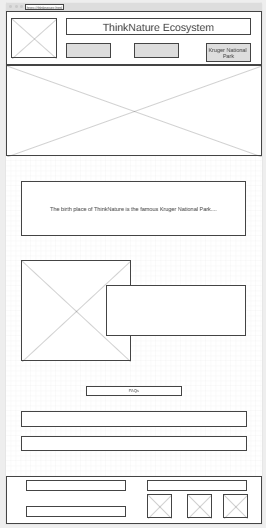 ThinkNature Ecosystem
Kruger National
Park
The birth place of ThinkNature is the famous Kruger National Park....
FAQs